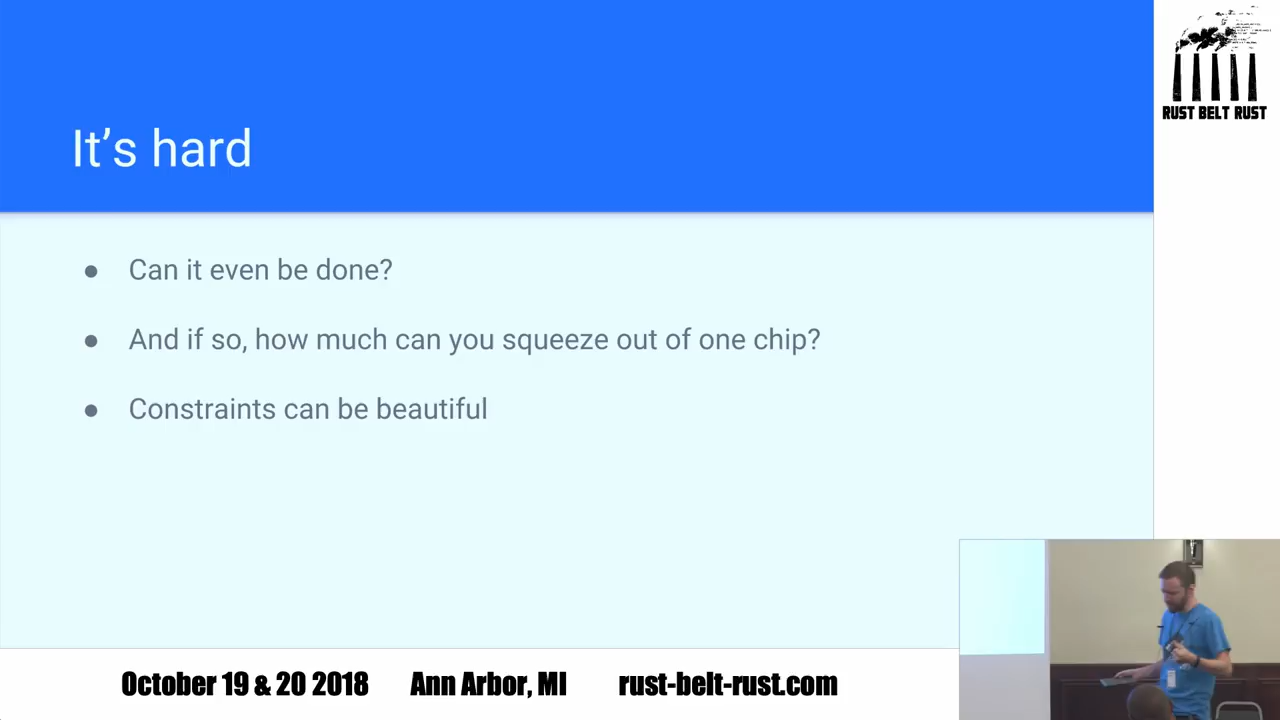 It's hard
● Can it even be done?
● And if so, how much can you squeeze out of one chip?
● Constraints can be beautiful
RUST BELT RUST
October 19 & 20 2018 Ann Arbor, MI rust-belt-rust.com